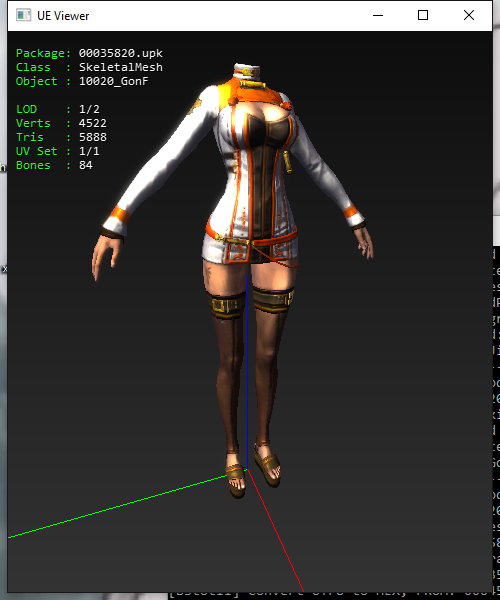 UE Viewer
Package: 00035820.upk
Class : SkeletalMesh
Object : 10020_GonF
LOD : 1/2
Verts : 4522
Tris : 5888
UV Set : 1/1
Bones : 84